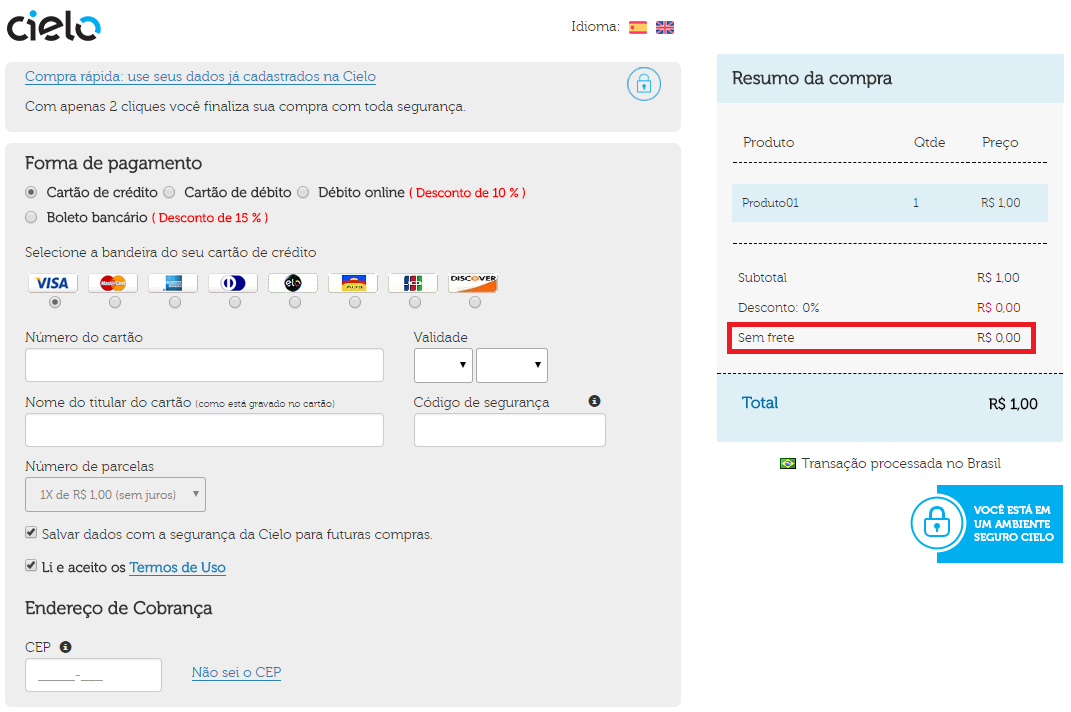 cielo
Idioma:
Compra rápida: use seus dados já cadastrados na Cielo
Com apenas 2 cliques você finaliza sua compra com toda segurança.
Forma de pagamento
Cartão de crédito Cartão de débito Débito online ( Desconto de 10 % )
Boleto bancário ( Desconto de 15 % )
Selecione a bandeira do seu cartão de crédito
VISA MasterCard elo AURA JCB DISCOVER
Número do cartão Validade
Nome do titular do cartão (como está gravado no cartão) Código de segurança
Número de parcelas
1X de R$ 1,00 (sem juros)
Salvar dados com a segurança da Cielo para futuras compras.
Li e aceito os Termos de Uso
Endereço de Cobrança
CEP
_____-___ Não sei o CEP
Resumo da compra
Produto Qtde Preço
Produto01 1 R$ 1,00
Subtotal R$ 1,00
Desconto: 0% R$ 0,00
Sem frete R$ 0,00
Total R$ 1,00
Transação processada no Brasil
VOCÊ ESTÁ EM
UM AMBIENTE
SEGURO CIELO